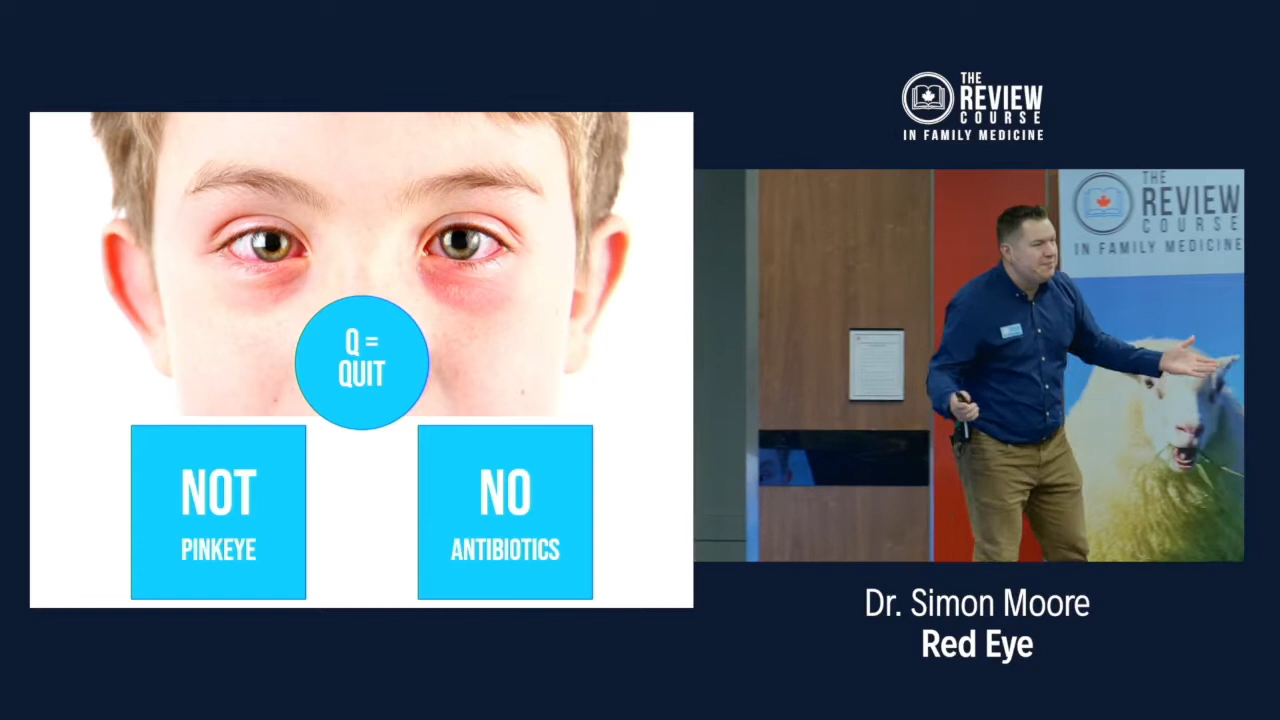 THE
REVIEW
COURSE
IN FAMILY MEDICINE
Q =
QUIT
NOT
PINKEYE
NO
ANTIBIOTICS
THE
REVIEW
COURSE
IN FAMILY MEDICINE
Dr. Simon Moore
Red Eye